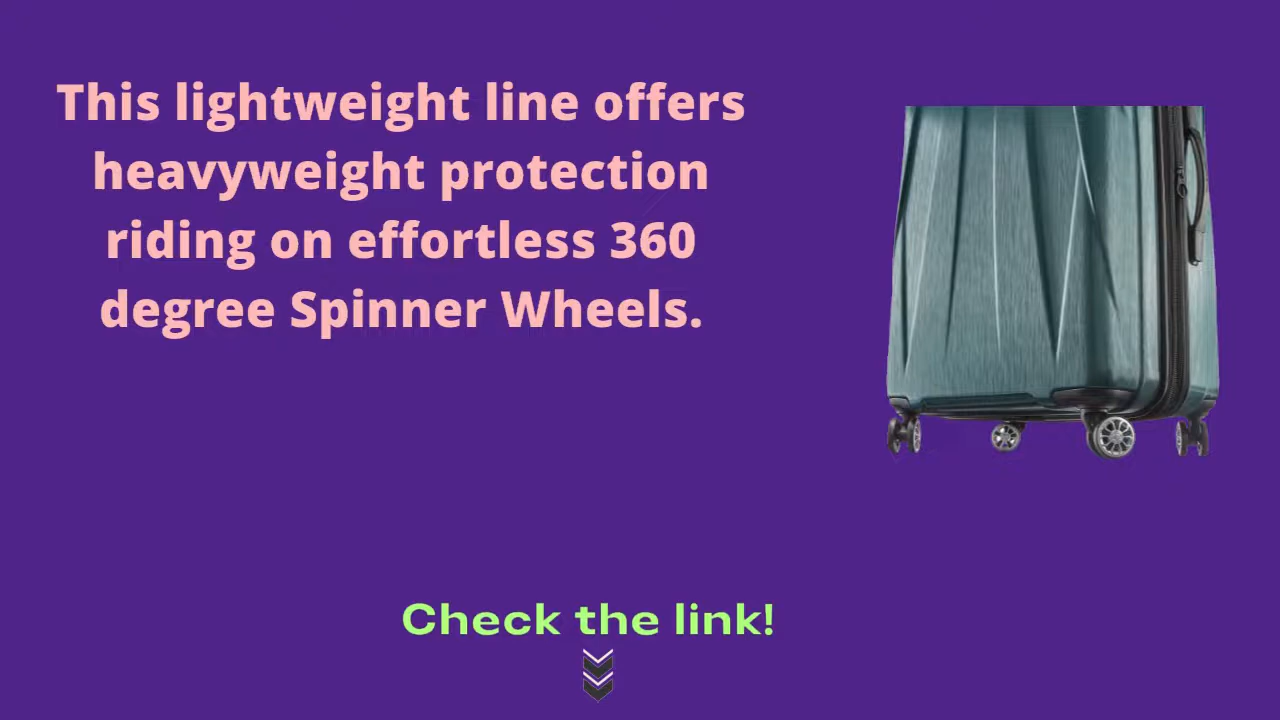 This lightweight line offers
heavyweight protection
riding on effortless 360
degree Spinner Wheels.
Check the link!